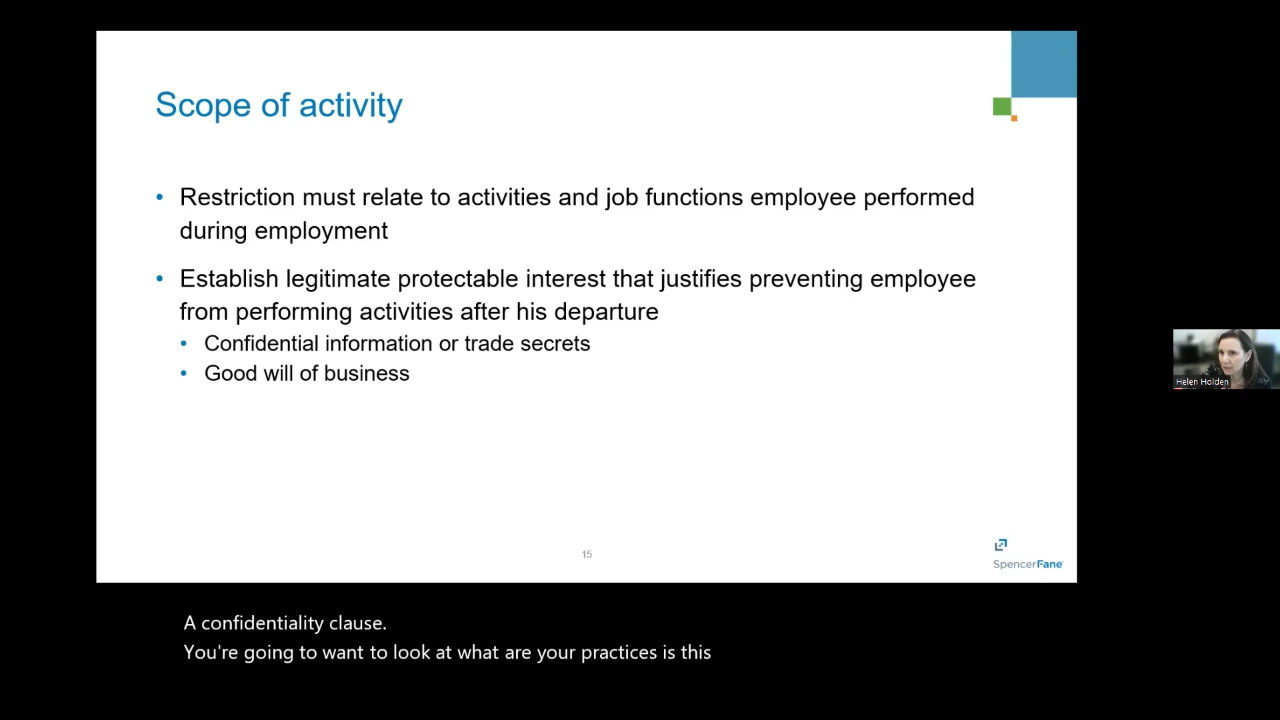 Scope of activity
• Restriction must relate to activities and job functions employee performed
during employment
• Establish legitimate protectable interest that justifies preventing employee
from performing activities after his departure
• Confidential information or trade secrets
• Good will of business
Helen Holden
15
SpencerFane
A confidentiality clause.
You're going to want to look at what are your practices is this